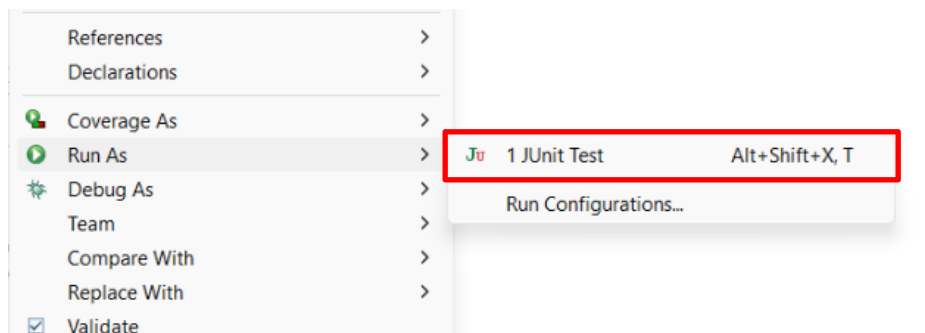 References
Declarations
Coverage As
Run As
JU 1 JUnit Test Alt+Shift+X, T
Debug As
Run Configurations...
Team
Compare With
Replace With
Validate